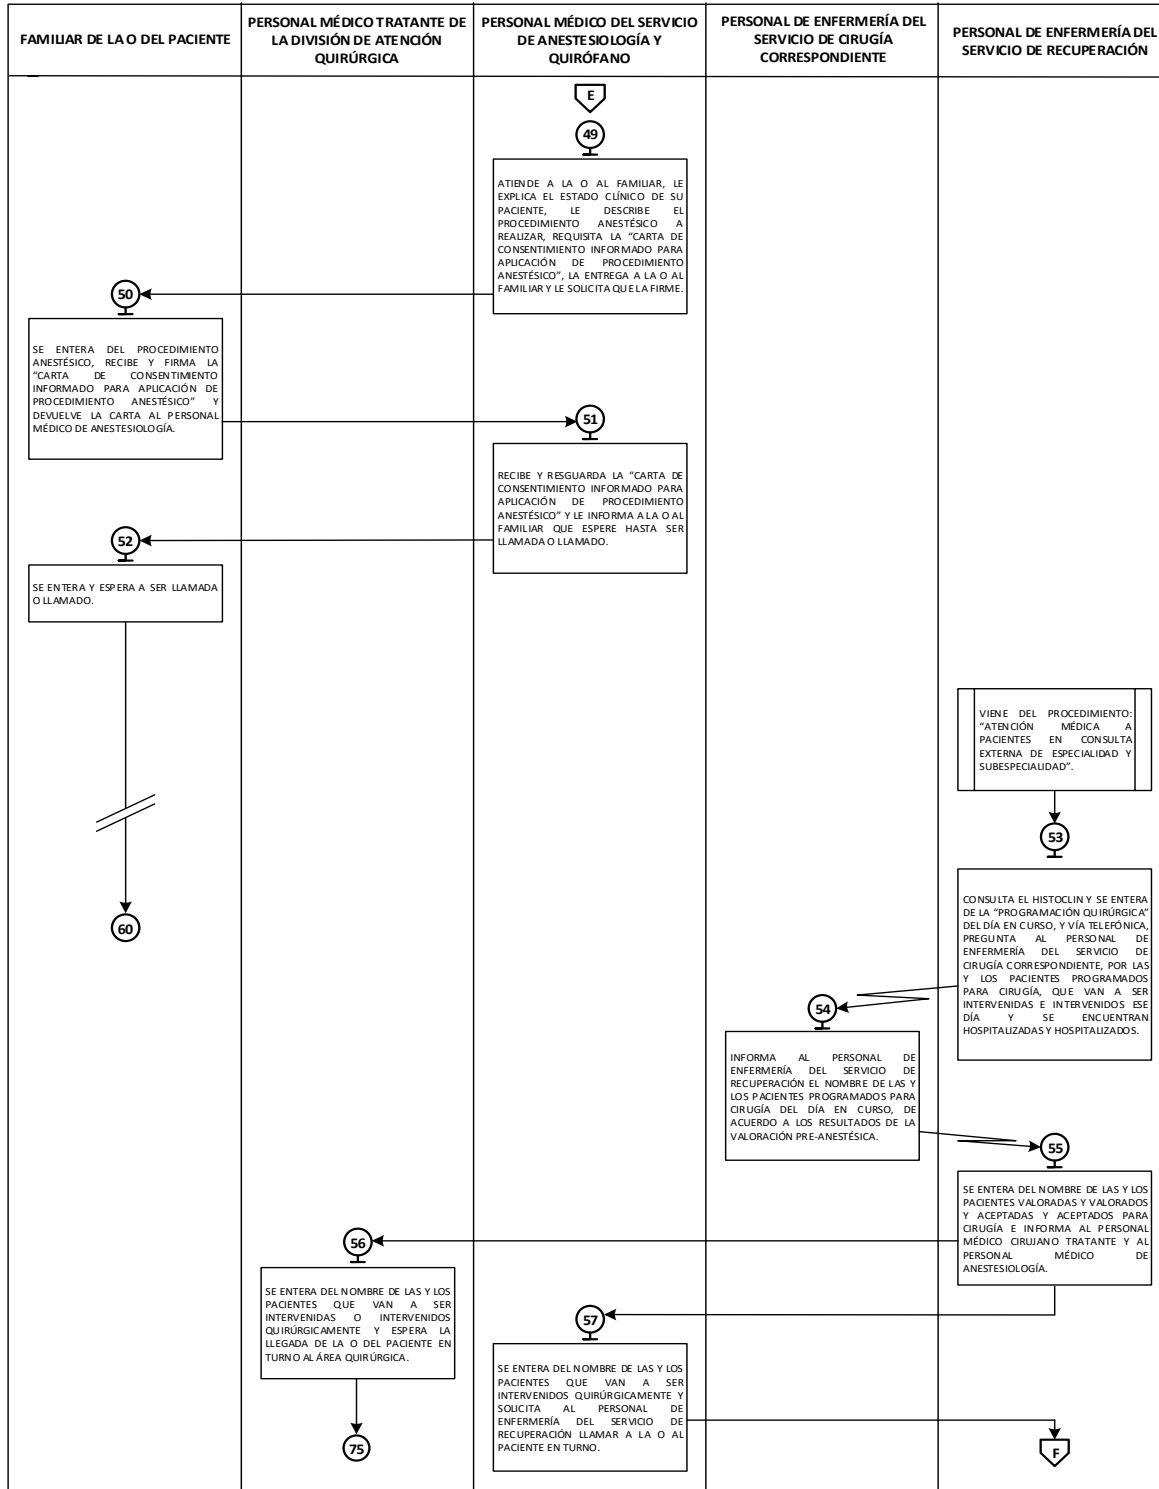 FAMILIAR DE LA O DEL PACIENTE
PERSONAL MÉDICO TRATANTE DE
LA DIVISIÓN DE ATENCIÓN
QUIRÚRGICA
PERSONAL MÉDICO DEL SERVICIO
DE ANESTESIOLOGÍA Y
QUIRÓFANO
PERSONAL DE ENFERMERÍA DEL
SERVICIO DE CIRUGÍA
CORRESPONDIENTE
PERSONAL DE ENFERMERÍA DEL
SERVICIO DE RECUPERACIÓN
E
49
ATIENDE A LA O AL FAMILIAR, LE
EXPLICA EL ESTADO CLÍNICO DE SU
PACIENTE, LE DESCRIBE EL
PROCEDIMIENTO ANESTÉSICO A
REALIZAR, REQUISITA LA “CARTA DE
CONSENTIMIENTO INFORMADO PARA
APLICACIÓN DE PROCEDIMIENTO
ANESTÉSICO”, LA ENTREGA A LA O AL
FAMILIAR Y LE SOLICITA QUE LA FIRME.
50
SE ENTERA DEL PROCEDIMIENTO
ANESTÉSICO, RECIBE Y FIRMA LA
“CARTA DE CONSENTIMIENTO
INFORMADO PARA APLICACIÓN DE
PROCEDIMIENTO ANESTÉSICO” Y
DEVUELVE LA CARTA AL PERSONAL
MÉDICO DE ANESTESIOLOGÍA.
51
RECIBE Y RESGUARDA LA “CARTA DE
CONSENTIMIENTO INFORMADO PARA
APLICACIÓN DE PROCEDIMIENTO
ANESTÉSICO” Y LE INFORMA A LA O AL
FAMILIAR QUE ESPERE HASTA SER
LLAMADA O LLAMADO.
52
SE ENTERA Y ESPERA A SER LLAMADA
O LLAMADO.
60
VIENE DEL PROCEDIMIENTO:
“ATENCIÓN MÉDICA A
PACIENTES EN CONSULTA
EXTERNA DE ESPECIALIDAD Y
SUBESPECIALIDAD”.
53
CONSULTA EL HISTOCLIN Y SE ENTERA
DE LA “PROGRAMACIÓN QUIRÚRGICA”
DEL DÍA EN CURSO, Y VÍA TELEFÓNICA,
PREGUNTA AL PERSONAL DE
ENFERMERÍA DEL SERVICIO DE
CIRUGÍA CORRESPONDIENTE, POR LAS
Y LOS PACIENTES PROGRAMADOS
PARA CIRUGÍA, QUE VAN A SER
INTERVENIDAS E INTERVENIDOS ESE
DÍA Y SE ENCUENTRAN
HOSPITALIZADAS Y HOSPITALIZADOS.
54
INFORMA AL PERSONAL DE
ENFERMERÍA DEL SERVICIO DE
RECUPERACIÓN EL NOMBRE DE LAS Y
LOS PACIENTES PROGRAMADOS PARA
CIRUGÍA DEL DÍA EN CURSO, DE
ACUERDO A LOS RESULTADOS DE LA
VALORACIÓN PRE-ANESTÉSICA.
55
SE ENTERA DEL NOMBRE DE LAS Y LOS
PACIENTES VALORADAS Y VALORADOS
Y ACEPTADAS Y ACEPTADOS PARA
CIRUGÍA E INFORMA AL PERSONAL
MÉDICO CIRUJANO TRATANTE Y AL
PERSONAL MÉDICO DE
ANESTESIOLOGÍA.
56
SE ENTERA DEL NOMBRE DE LAS Y LOS
PACIENTES QUE VAN A SER
INTERVENIDAS O INTERVENIDOS
QUIRÚRGICAMENTE Y ESPERA LA
LLEGADA DE LA O DEL PACIENTE EN
TURNO AL ÁREA QUIRÚRGICA.
75
57
SE ENTERA DEL NOMBRE DE LAS Y LOS
PACIENTES QUE VAN A SER
INTERVENIDOS QUIRÚRGICAMENTE Y
SOLICITA AL PERSONAL DE
ENFERMERÍA DEL SERVICIO DE
RECUPERACIÓN LLAMAR A LA O AL
PACIENTE EN TURNO.
F